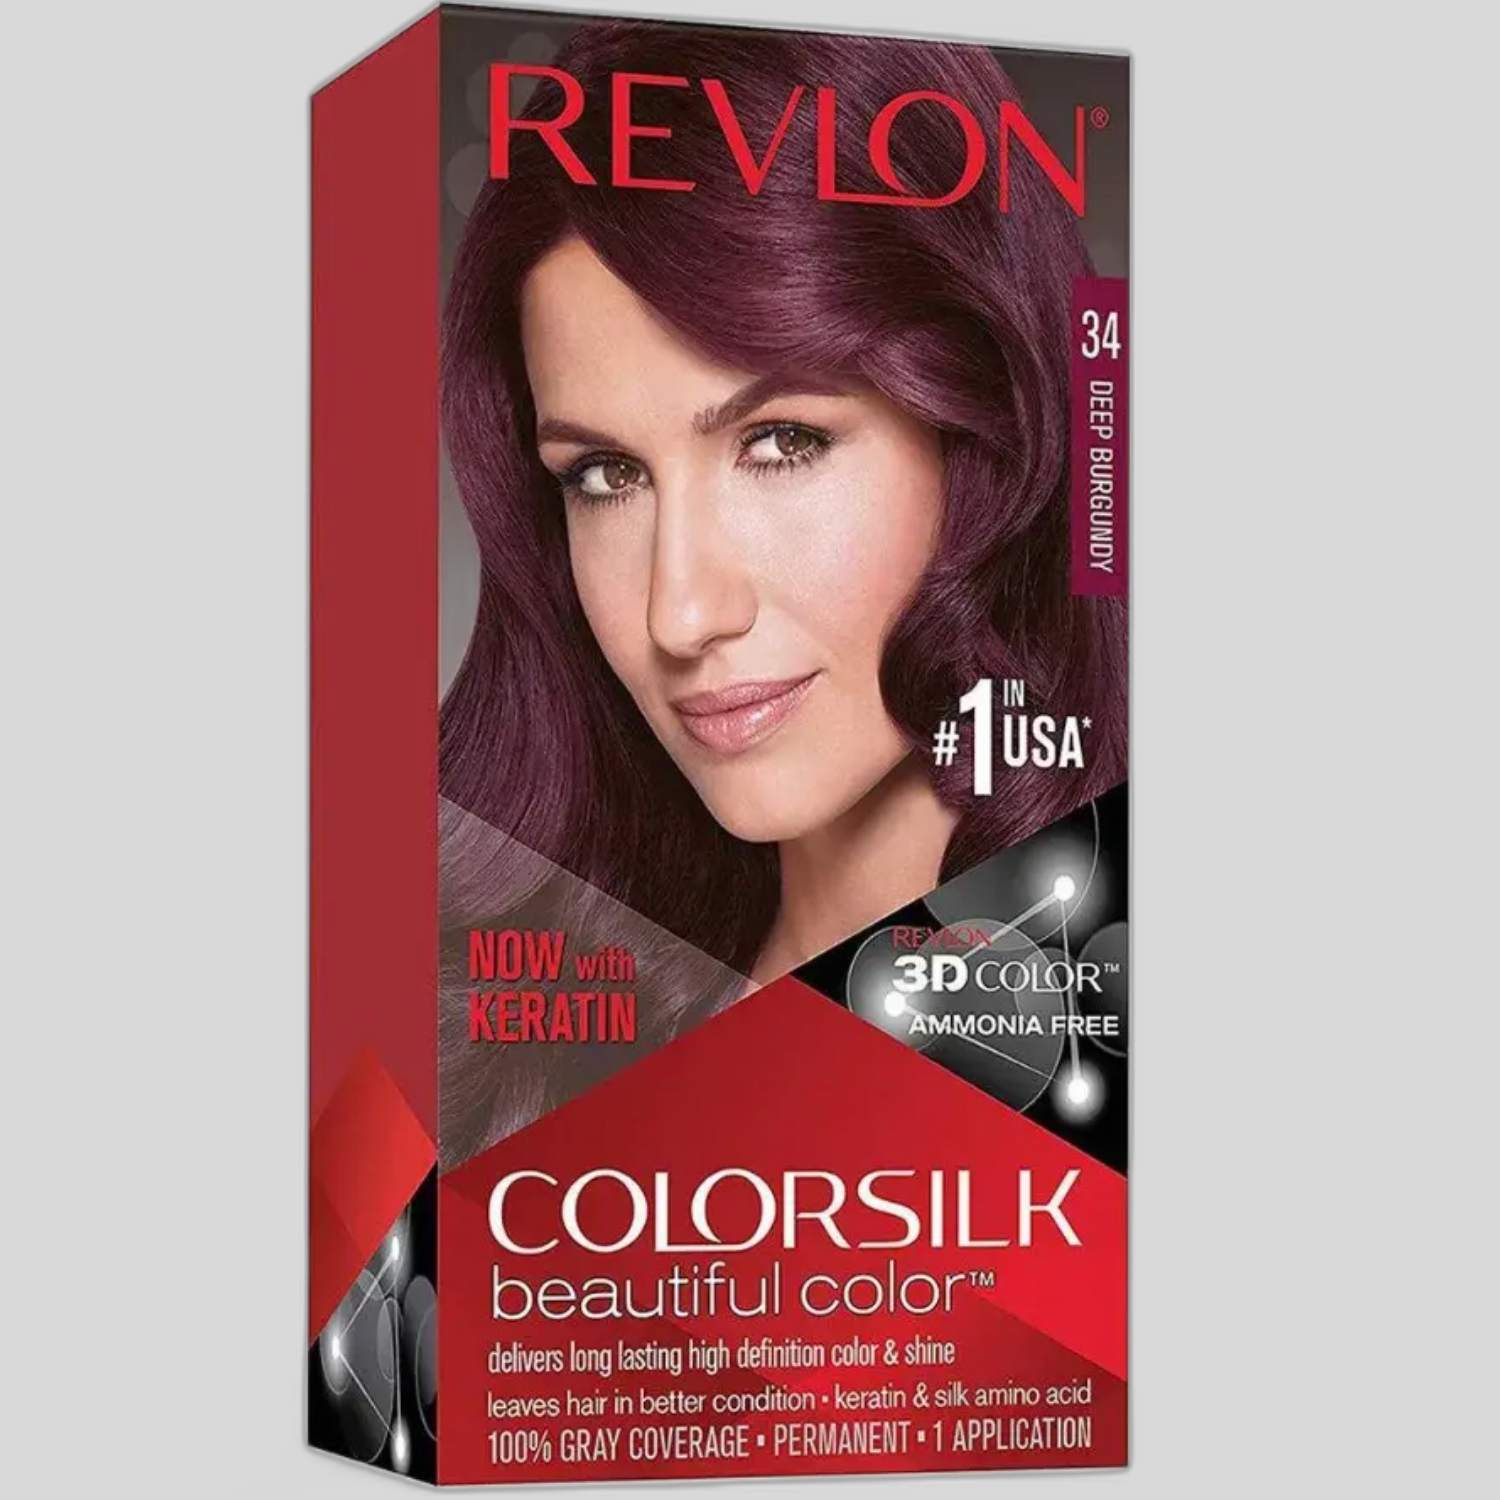 REVLON®
34 DEEP BURGUNDY
#1 IN USA*
NOW with
KERATIN
REVLON
3D COLOR™
AMMONIA FREE
COLORSILK
beautiful color™
delivers long lasting high definition color & shine
leaves hair in better condition • keratin & silk amino acid
100% GRAY COVERAGE ▪ PERMANENT ▪ 1 APPLICATION